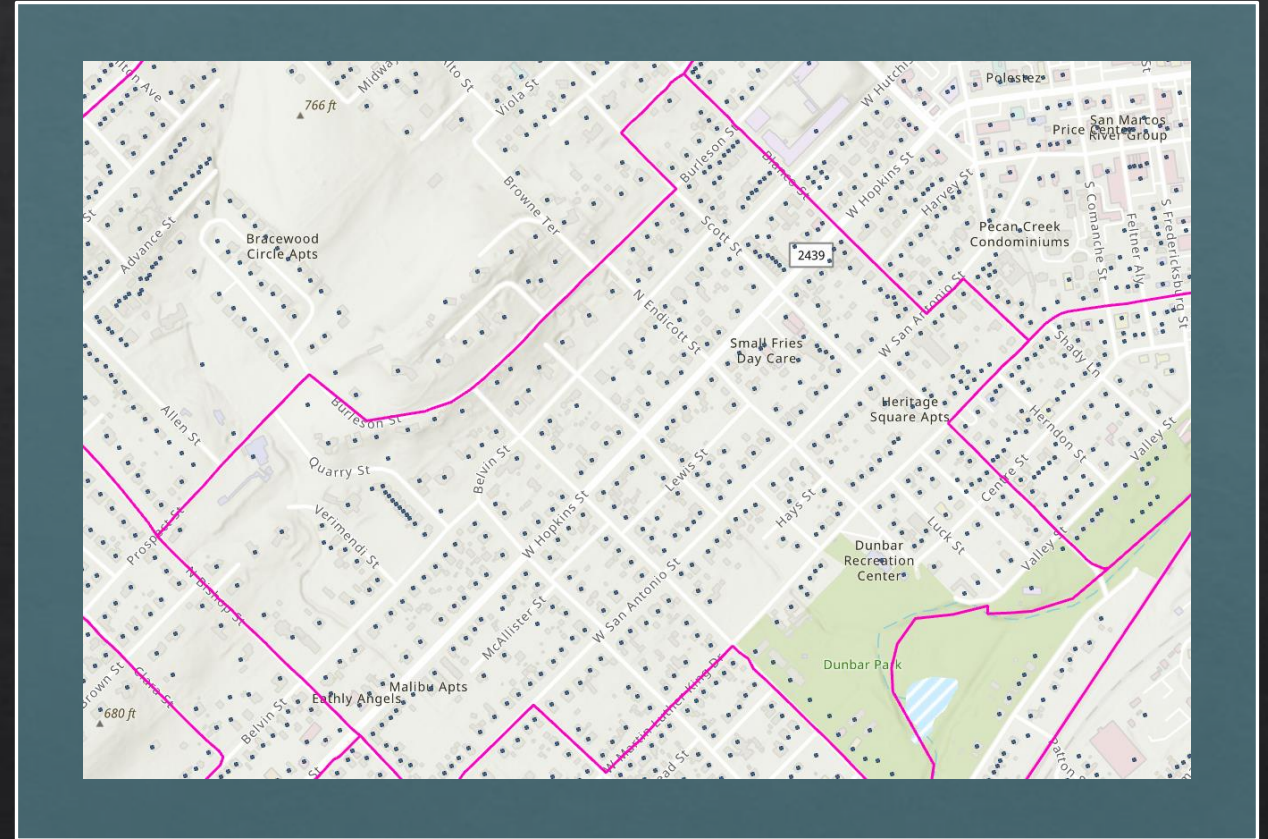 Polestez
766 ft
Midway
Viola St
San Marcos
Price Center
River Group
Burleson St
Blanco St
W Hopkins St
Harvey St
Browne Ter
Advance St
Scott St
S Comanche St
Feltner Aly
S Fredericksburg St
Pecan Creek
Condominiums
Bracewood
Circle Apts
2439
N Endicott St
W San Antonio St
Small Fries
Day Care
Shady Ln
Allen St
Burleson St
Heritage
Square Apts
Herndon St
Valley St
Quarry St
Belvin St
Lewis St
Centre St
Hays St
Prospect St
Verimendi St
W Hopkins St
Luck St
Valley St
Dunbar
Recreation
Center
N Bishop St
W San Antonio St
McAllister St
Dunbar Park
Brown St
Clara St
Malibu Apts
Eathly Angels
Belvin St
W Martin Luther King Dr
680 ft
Patton St